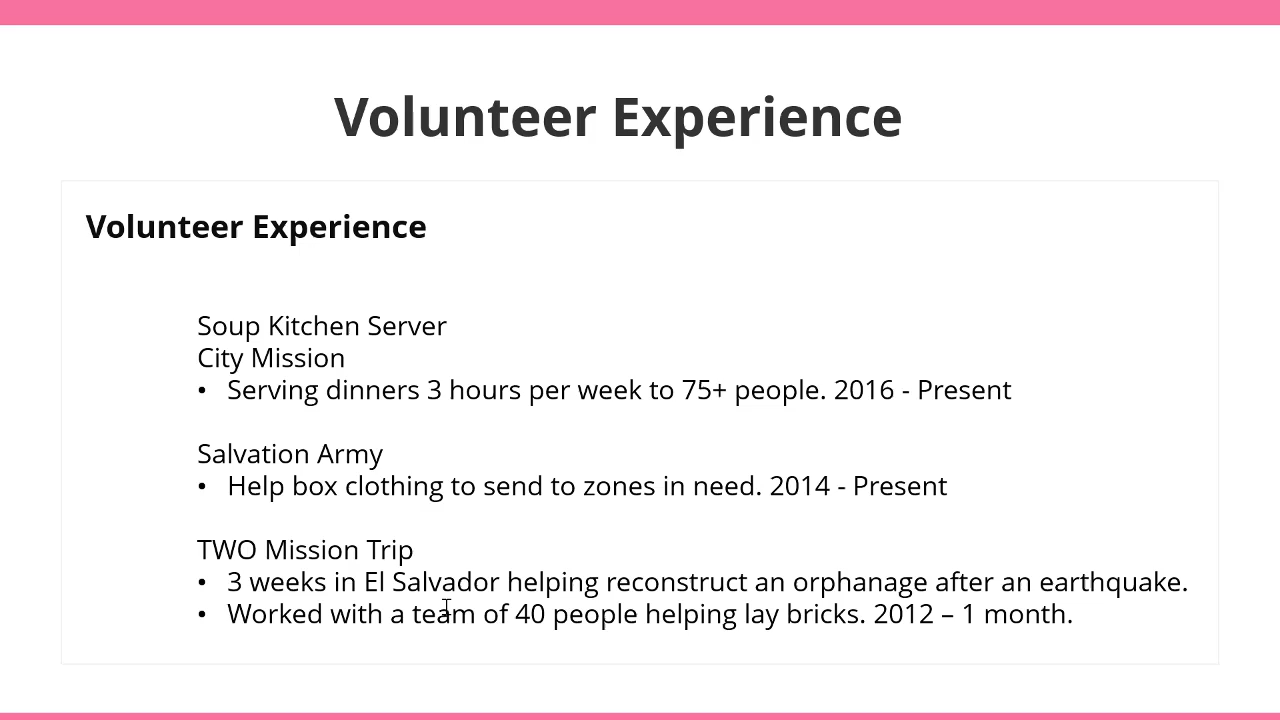 Volunteer Experience
Volunteer Experience
Soup Kitchen Server
City Mission
• Serving dinners 3 hours per week to 75+ people. 2016 - Present
Salvation Army
• Help box clothing to send to zones in need. 2014 - Present
TWO Mission Trip
• 3 weeks in El Salvador helping reconstruct an orphanage after an earthquake.
• Worked with a team of 40 people helping lay bricks. 2012 – 1 month.